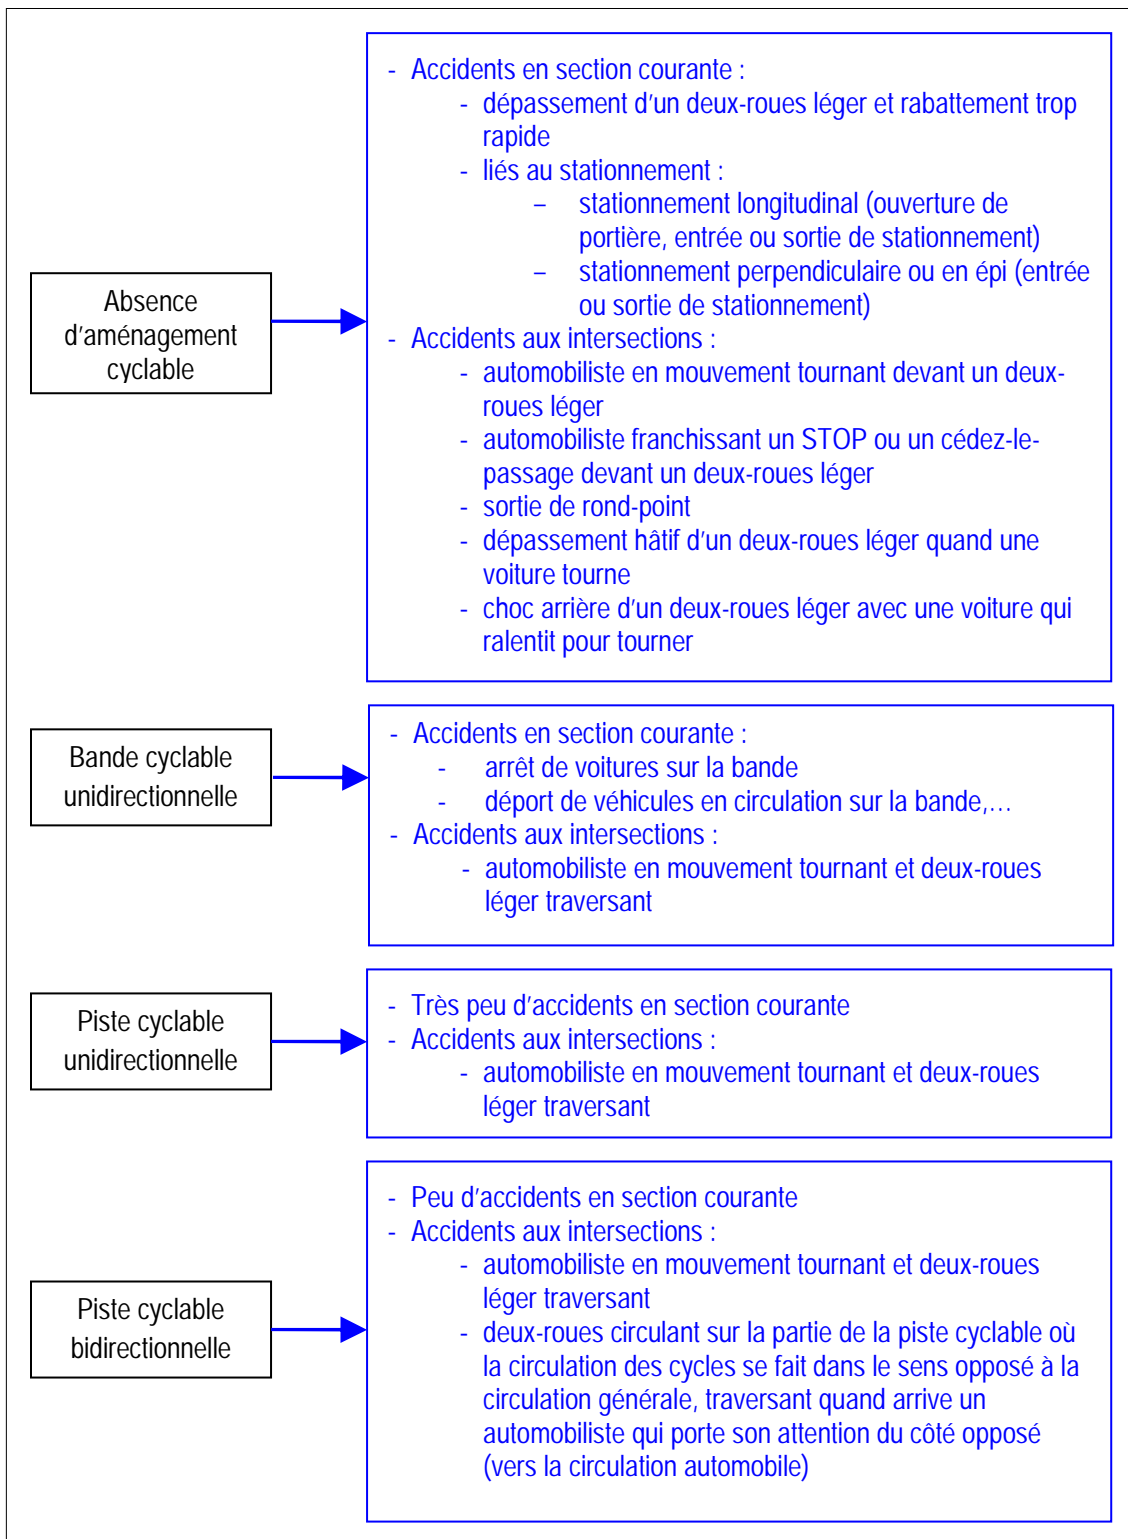 Absence
d'aménagement
cyclable
- Accidents en section courante :
- dépassement d'un deux-roues léger et rabattement trop
rapide
- liés au stationnement :
– stationnement longitudinal (ouverture de
portière, entrée ou sortie de stationnement)
– stationnement perpendiculaire ou en épi (entrée
ou sortie de stationnement)
- Accidents aux intersections :
- automobiliste en mouvement tournant devant un deux-
roues léger
- automobiliste franchissant un STOP ou un cédez-le-
passage devant un deux-roues léger
- sortie de rond-point
- dépassement hâtif d'un deux-roues léger quand une
voiture tourne
- choc arrière d'un deux-roues léger avec une voiture qui
ralentit pour tourner
Bande cyclable
unidirectionnelle
- Accidents en section courante :
- arrêt de voitures sur la bande
- déport de véhicules en circulation sur la bande,…
- Accidents aux intersections :
- automobiliste en mouvement tournant et deux-roues
léger traversant
Piste cyclable
unidirectionnelle
- Très peu d'accidents en section courante
- Accidents aux intersections :
- automobiliste en mouvement tournant et deux-roues
léger traversant
Piste cyclable
bidirectionnelle
- Peu d'accidents en section courante
- Accidents aux intersections :
- automobiliste en mouvement tournant et deux-roues
léger traversant
- deux-roues circulant sur la partie de la piste cyclable où
la circulation des cycles se fait dans le sens opposé à la
circulation générale, traversant quand arrive un
automobiliste qui porte son attention du côté opposé
(vers la circulation automobile)